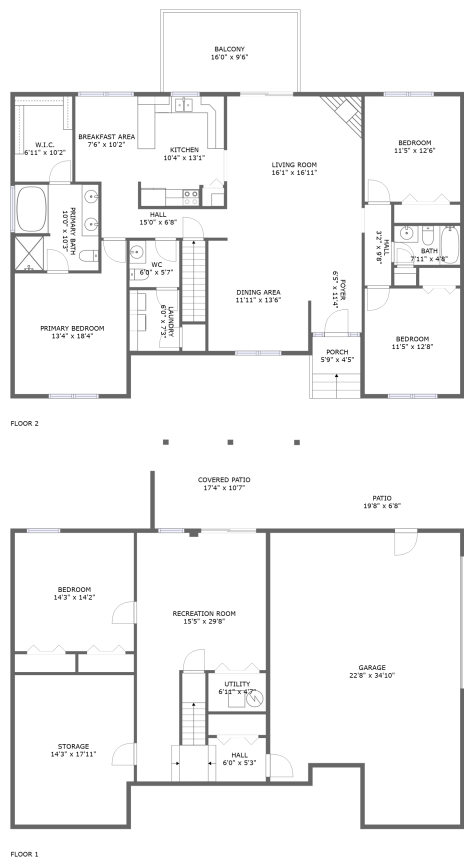 BALCONY
16'0" x 9'6"
W.I.C.
6'11" x 10'2"
BREAKFAST AREA
7'6" x 10'2"
KITCHEN
10'4" x 13'1"
LIVING ROOM
16'1" x 16'11"
BEDROOM
11'5" x 12'6"
PRIMARY BATH
10'0" x 10'3"
HALL
15'0" x 6'8"
HALL
3'2" x 9'8"
BATH
7'11" x 4'8"
WC
6'0" x 5'7"
LAUNDRY
6'0" x 7'3"
DINING AREA
11'11" x 13'6"
FOYER
6'5" x 11'4"
PRIMARY BEDROOM
13'4" x 18'4"
BEDROOM
11'5" x 12'8"
PORCH
5'9" x 4'5"
FLOOR 2
COVERED PATIO
17'4" x 10'7"
PATIO
19'8" x 6'8"
BEDROOM
14'3" x 14'2"
RECREATION ROOM
15'5" x 29'8"
GARAGE
22'8" x 34'10"
UTILITY
6'11" x 4'7"
STORAGE
14'3" x 17'11"
HALL
6'0" x 5'3"
FLOOR 1